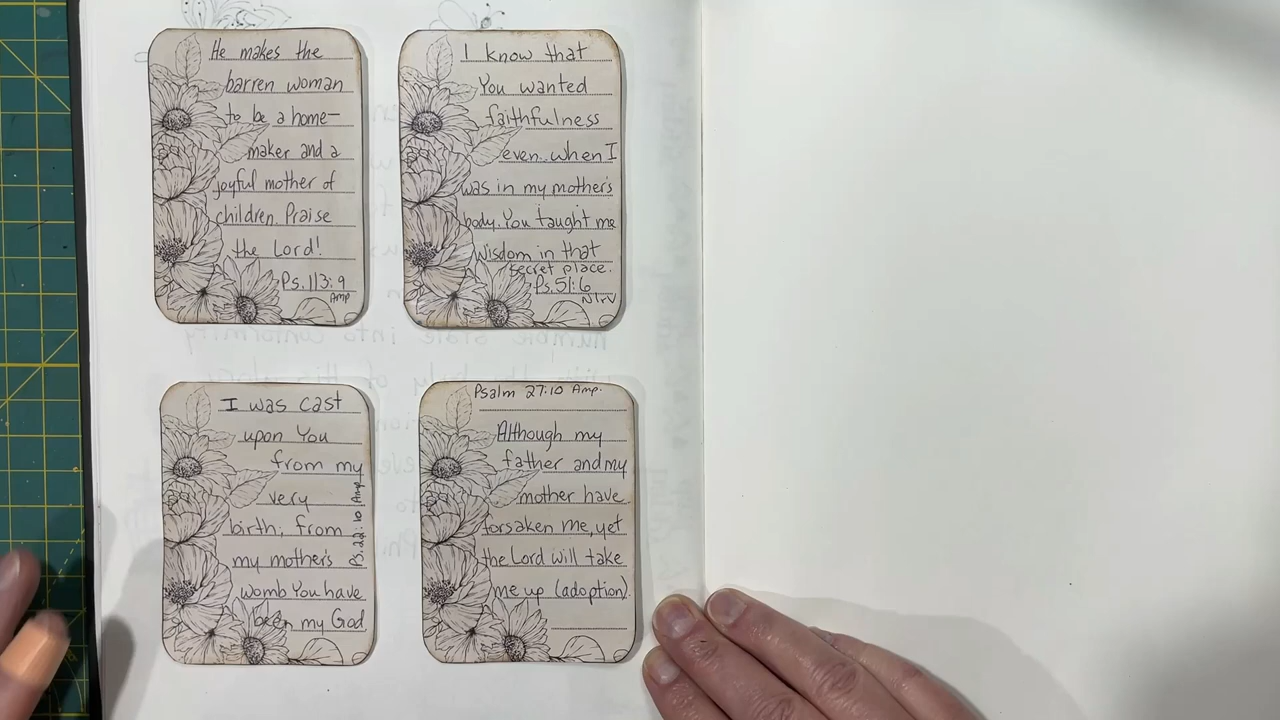 He makes the
barren woman
to be a home-
maker and a
joyful mother of
children. Praise
the Lord!
Ps. 113:9
Amp
I know that
You wanted
faithfulness
even when I
was in my mother's
body. You taught me
wisdom in that
secret place.
Ps. 51:6
NIrV
I was cast
upon You
from my
very
birth; from
my mother's
womb You have
been my God
Ps. 22:10 Amp.
Psalm 27:10 Amp.
Although my
father and my
mother have
forsaken me, yet
the Lord will take
me up (adoption).
humble state into conformity